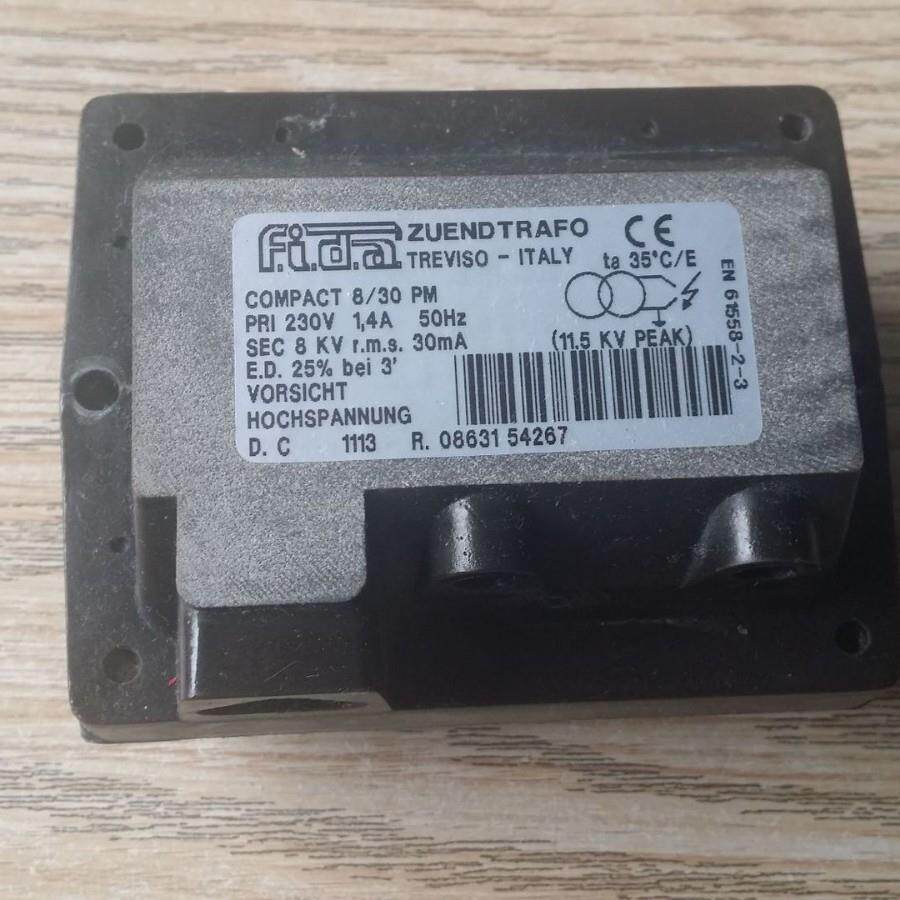 f.i.d.a ZUENDTRAFO CE
TREVISO - ITALY ta 35°C/E
COMPACT 8/30 PM
PRI 230V 1,4A 50Hz
SEC 8 KV r.m.s. 30mA (11.5 KV PEAK)
E.D. 25% bei 3'
VORSICHT
HOCHSPANNUNG
D. C 1113 R. 08631 54267
EN 61558-2-3